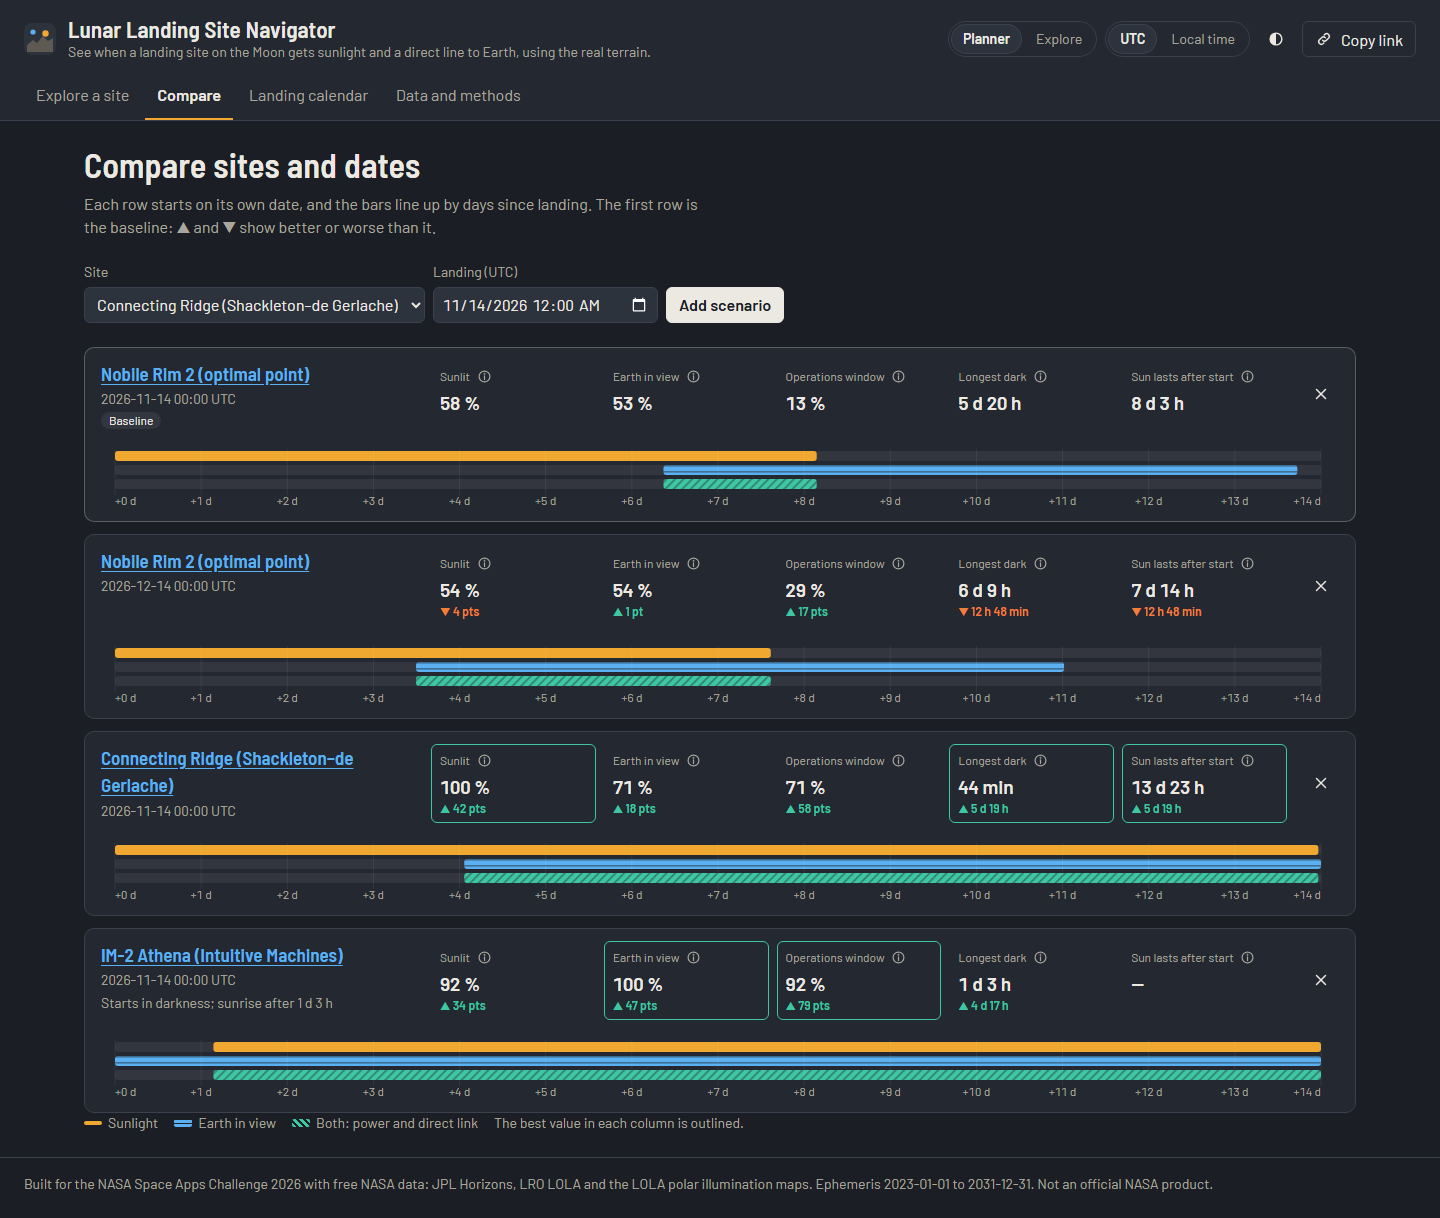 Lunar Landing Site Navigator
See when a landing site on the Moon gets sunlight and a direct line to Earth, using the real terrain.
Planner Explore UTC Local time Copy link
Explore a site Compare Landing calendar Data and methods
Compare sites and dates
Each row starts on its own date, and the bars line up by days since landing. The first row is
the baseline: ▲ and ▼ show better or worse than it.
Site Landing (UTC)
Connecting Ridge (Shackleton–de Gerlache) 11/14/2026 12:00 AM Add scenario
Nobile Rim 2 (optimal point)
2026-11-14 00:00 UTC
Baseline
Sunlit Earth in view Operations window Longest dark Sun lasts after start
58 % 53 % 13 % 5 d 20 h 8 d 3 h
+0 d +1 d +2 d +3 d +4 d +5 d +6 d +7 d +8 d +9 d +10 d +11 d +12 d +13 d +14 d
Nobile Rim 2 (optimal point)
2026-12-14 00:00 UTC
Sunlit Earth in view Operations window Longest dark Sun lasts after start
54 % 54 % 29 % 6 d 9 h 7 d 14 h
▼ 4 pts ▲ 1 pt ▲ 17 pts ▼ 12 h 48 min ▼ 12 h 48 min
+0 d +1 d +2 d +3 d +4 d +5 d +6 d +7 d +8 d +9 d +10 d +11 d +12 d +13 d +14 d
Connecting Ridge (Shackleton–de
Gerlache)
2026-11-14 00:00 UTC
Sunlit Earth in view Operations window Longest dark Sun lasts after start
100 % 71 % 71 % 44 min 13 d 23 h
▲ 42 pts ▲ 18 pts ▲ 58 pts ▲ 5 d 19 h ▲ 5 d 19 h
+0 d +1 d +2 d +3 d +4 d +5 d +6 d +7 d +8 d +9 d +10 d +11 d +12 d +13 d +14 d
IM-2 Athena (Intuitive Machines)
2026-11-14 00:00 UTC
Starts in darkness; sunrise after 1 d 3 h
Sunlit Earth in view Operations window Longest dark Sun lasts after start
92 % 100 % 92 % 1 d 3 h –
▲ 34 pts ▲ 47 pts ▲ 79 pts ▲ 4 d 17 h
+0 d +1 d +2 d +3 d +4 d +5 d +6 d +7 d +8 d +9 d +10 d +11 d +12 d +13 d +14 d
Sunlight Earth in view Both: power and direct link The best value in each column is outlined.
Built for the NASA Space Apps Challenge 2026 with free NASA data: JPL Horizons, LRO LOLA and the LOLA polar illumination maps. Ephemeris 2023-01-01 to 2031-12-31. Not an official NASA product.